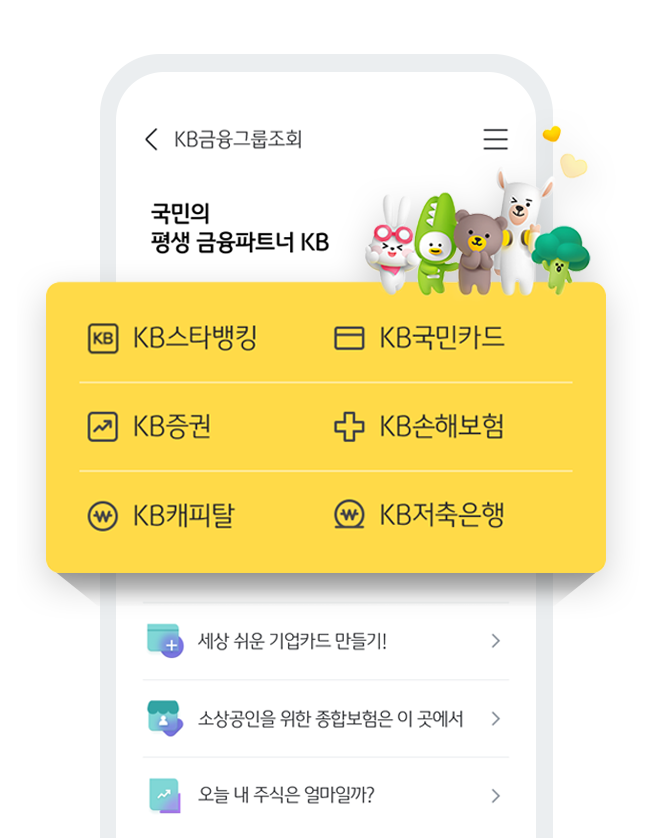 KB금융그룹조회
국민의
평생 금융파트너 KB
KB KB스타뱅킹
KB국민카드
KB증권
KB손해보험
₩ KB캐피탈
₩ KB저축은행
세상 쉬운 기업카드 만들기!
소상공인을 위한 종합보험은 이 곳에서
오늘 내 주식은 얼마일까?